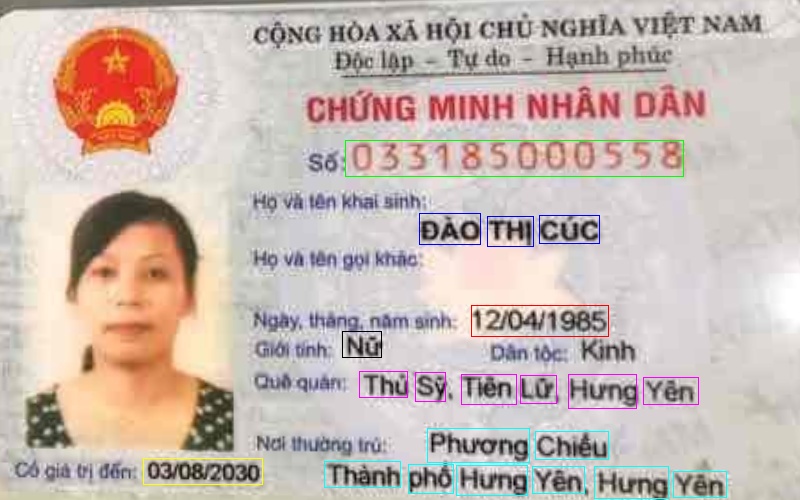 CỘNG HÒA XÃ HỘI CHỦ NGHĨA VIỆT NAM
Độc lập - Tự do - Hạnh phúc
CHỨNG MINH NHÂN DÂN
Số: 033185000558
Họ và tên khai sinh:
ĐÀO THỊ CÚC
Họ và tên gọi khác:
Ngày, tháng, năm sinh: 12/04/1985
Giới tính: Nữ Dân tộc: Kinh
Quê quán: Thủ Sỹ, Tiên Lữ, Hưng Yên
Nơi thường trú: Phương Chiểu
Thành phố Hưng Yên, Hưng Yên
Có giá trị đến: 03/08/2030